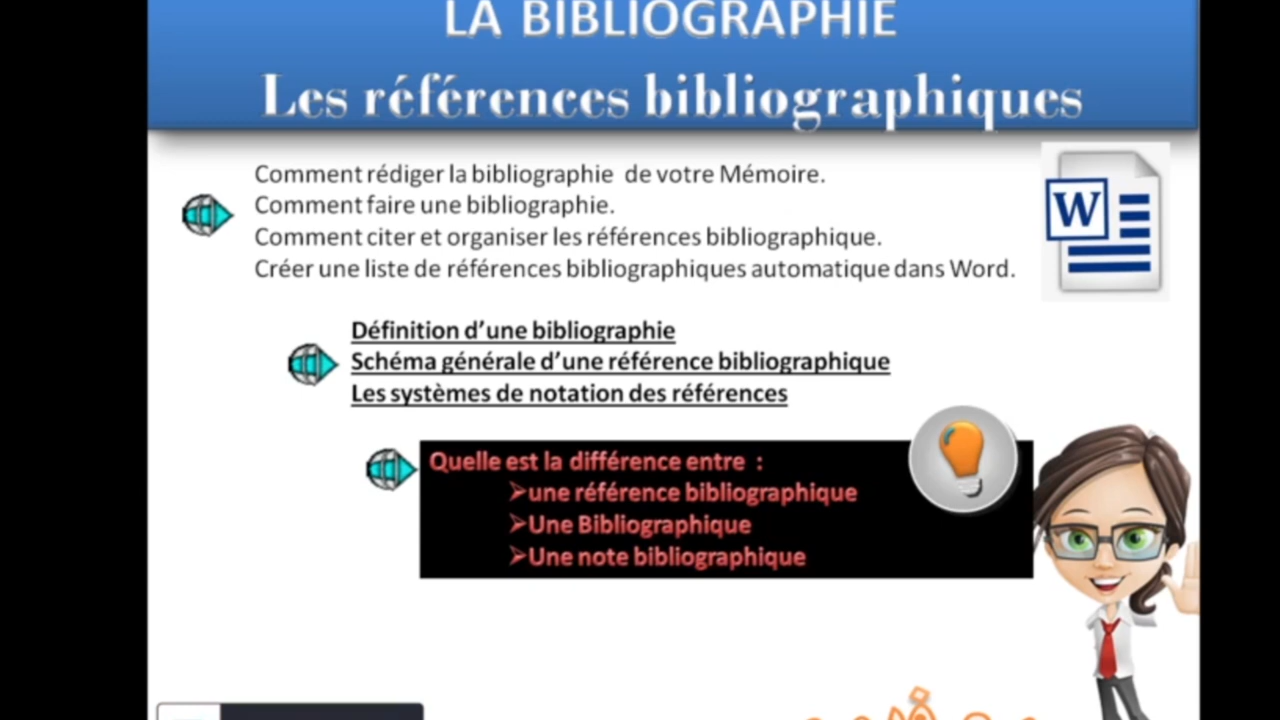 LA BIBLIOGRAPHIE
Les références bibliographiques
Comment rédiger la bibliographie de votre Mémoire.
Comment faire une bibliographie.
Comment citer et organiser les références bibliographique.
Créer une liste de références bibliographiques automatique dans Word.
W
Définition d’une bibliographie
Schéma générale d’une référence bibliographique
Les systèmes de notation des références
Quelle est la différence entre :
➢une référence bibliographique
➢Une Bibliographique
➢Une note bibliographique